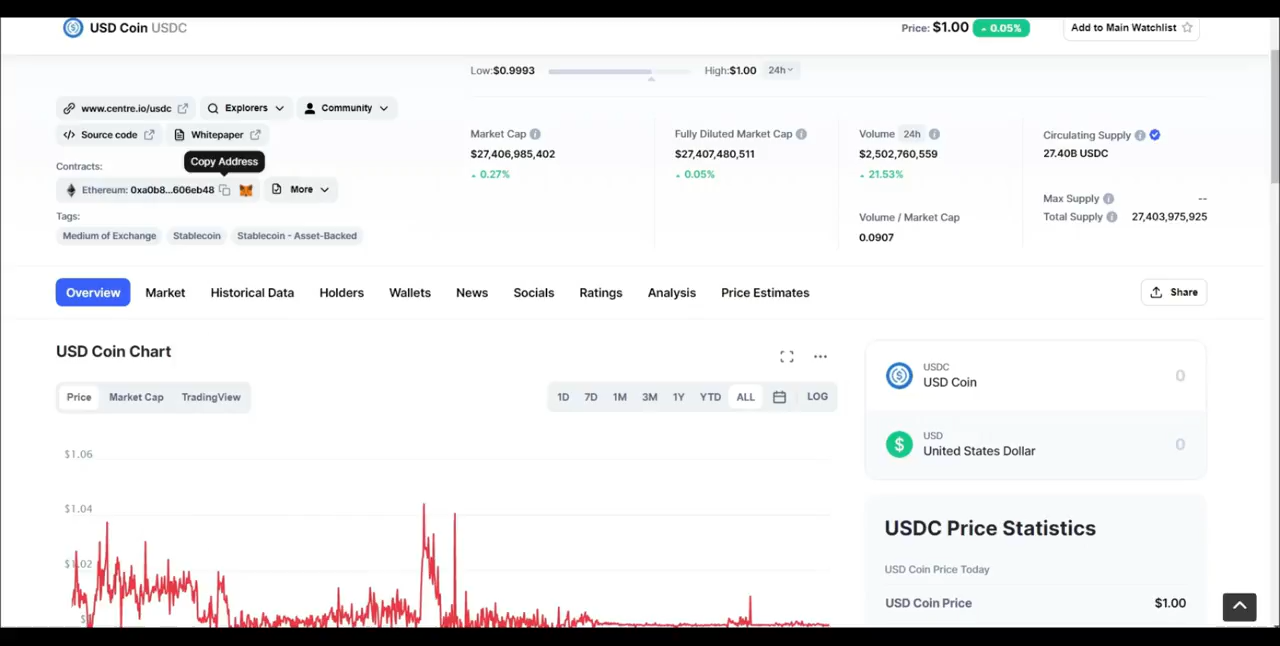 USD Coin USDC
Price: $1.00 0.05%
Add to Main Watchlist
Low:$0.9993 High:$1.00 24h
www.centre.io/usdc Explorers Community
Source code Whitepaper
Copy Address
Contracts:
Ethereum: 0xa0b8...606eb48 More
Tags:
Medium of Exchange Stablecoin Stablecoin - Asset-Backed
Market Cap
$27,406,985,402
0.27%
Fully Diluted Market Cap
$27,407,480,511
0.05%
Volume 24h
$2,502,760,559
21.53%
Volume / Market Cap
0.0907
Circulating Supply
27.40B USDC
Max Supply --
Total Supply 27,403,975,925
Overview Market Historical Data Holders Wallets News Socials Ratings Analysis Price Estimates
Share
USD Coin Chart
Price Market Cap TradingView
1D 7D 1M 3M 1Y YTD ALL LOG
$1.06
$1.04
$1.02
USDC
USD Coin 0
USD
United States Dollar 0
USDC Price Statistics
USD Coin Price Today
USD Coin Price $1.00